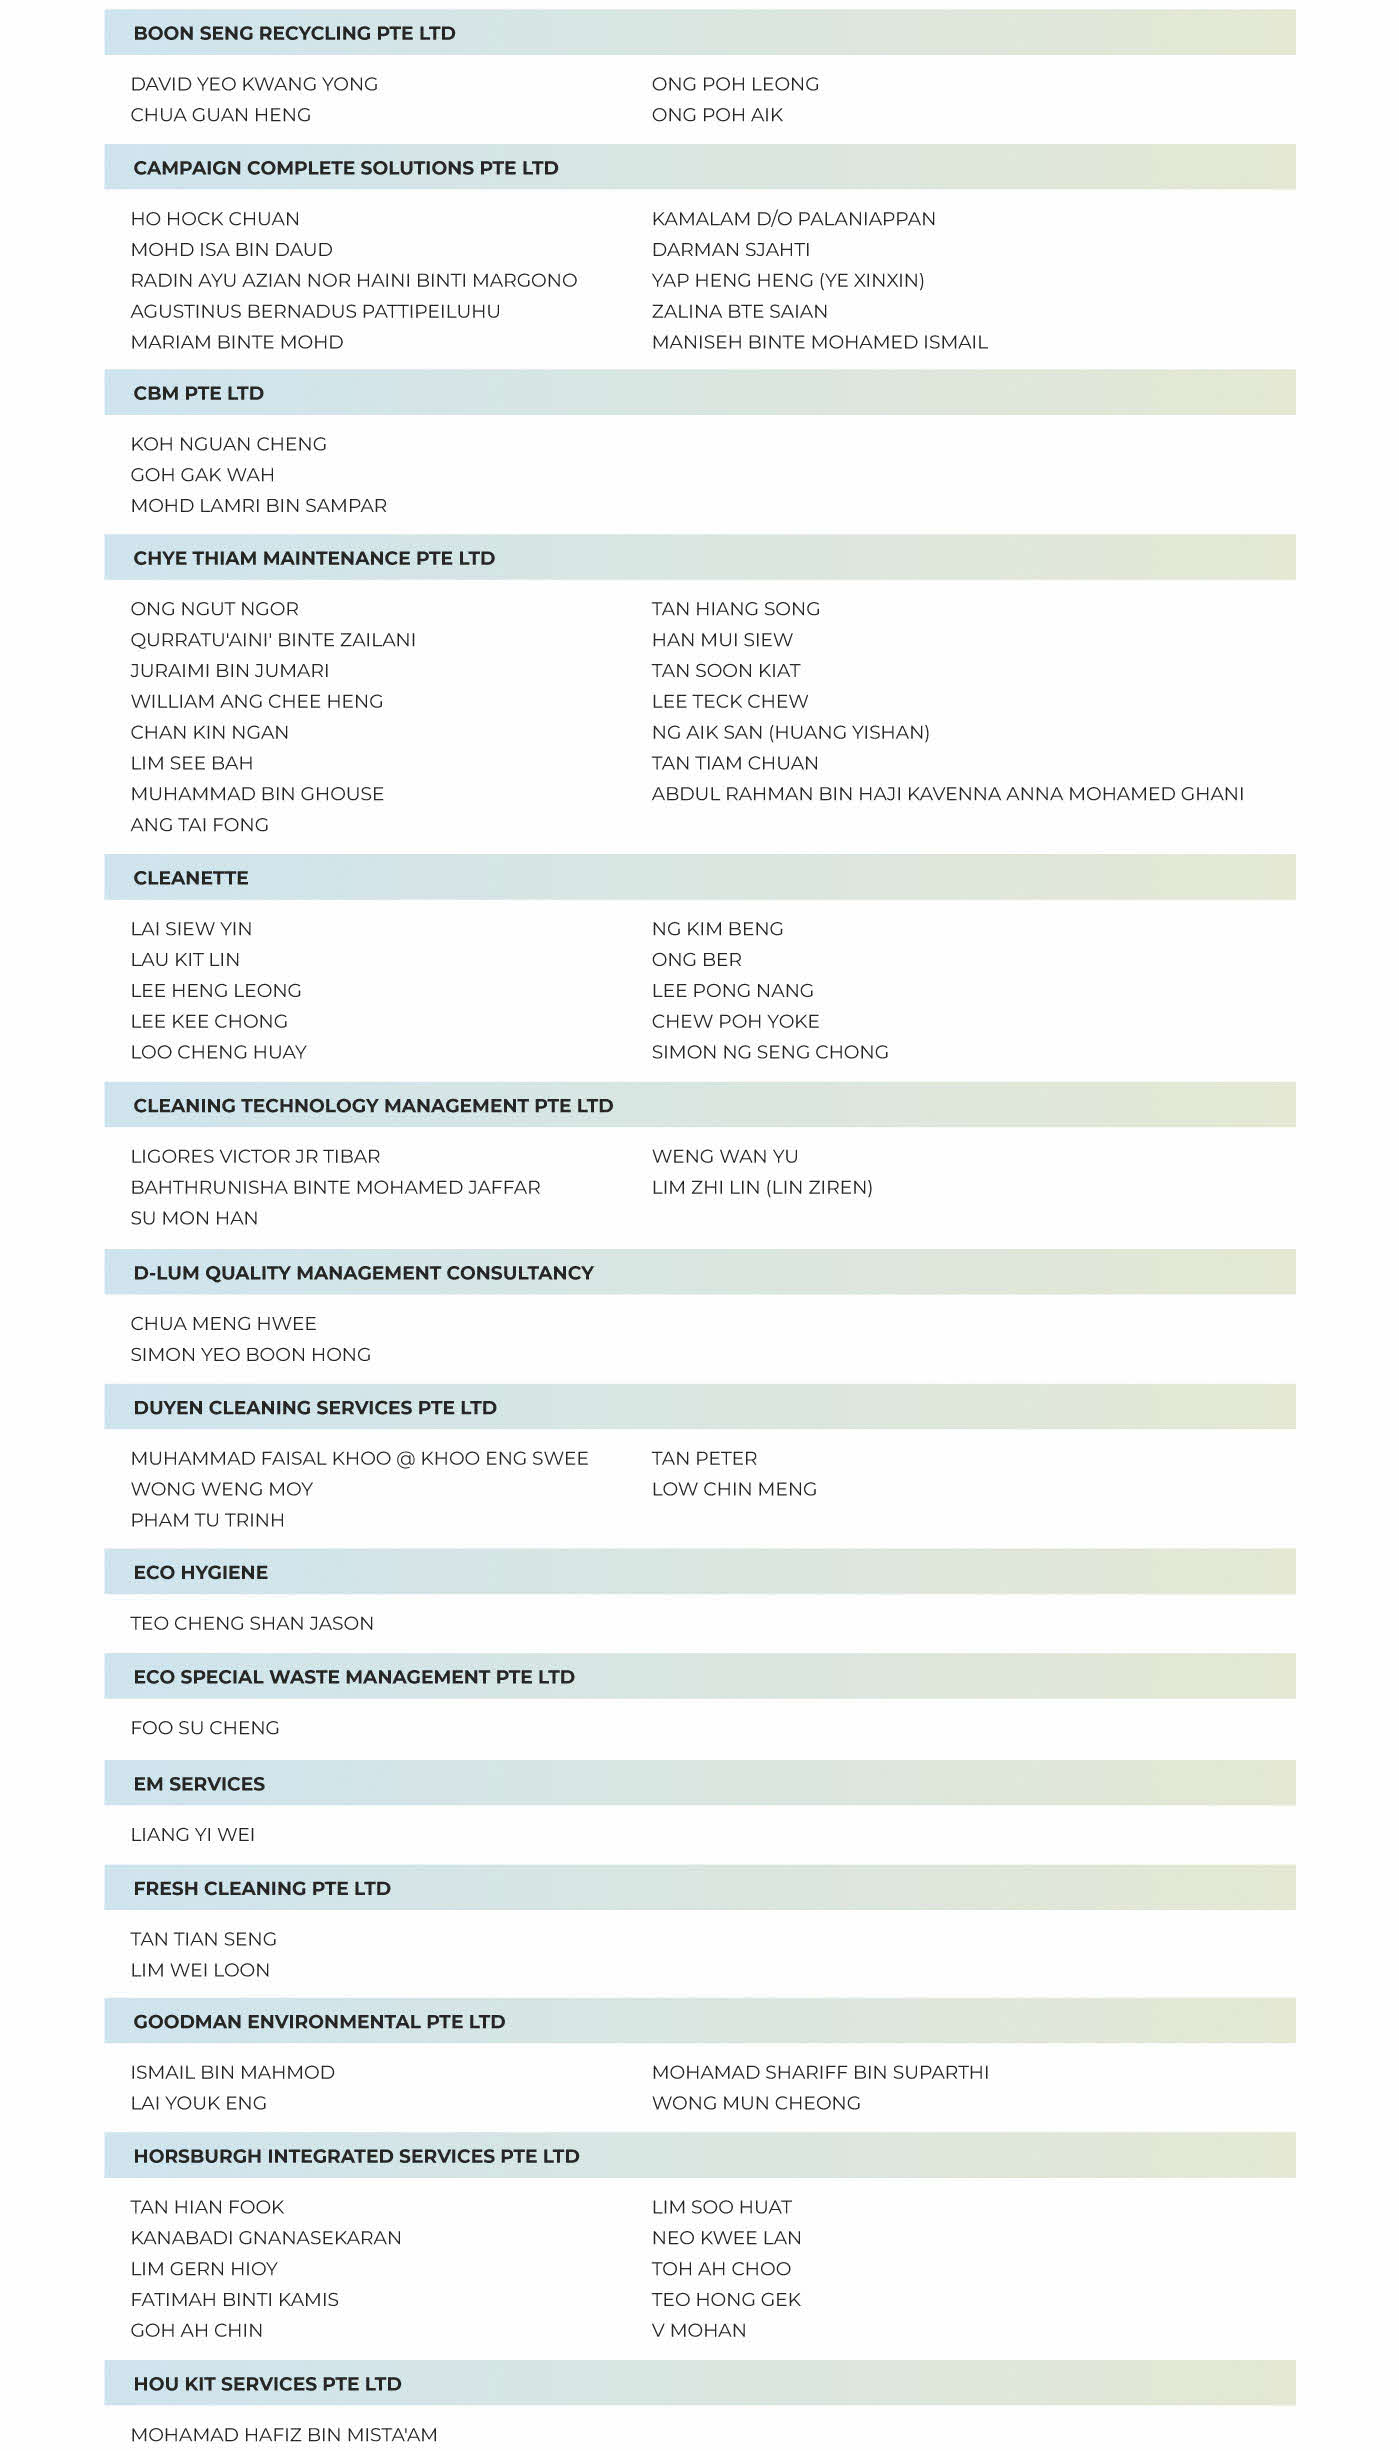 BOON SENG RECYCLING PTE LTD
DAVID YEO KWANG YONG
CHUA GUAN HENG
ONG POH LEONG
ONG POH AIK
CAMPAIGN COMPLETE SOLUTIONS PTE LTD
HO HOCK CHUAN
MOHD ISA BIN DAUD
RADIN AYU AZIAN NOR HAINI BINTI MARGONO
AGUSTINUS BERNADUS PATTIPEILUHU
MARIAM BINTE MOHD
KAMALAM D/O PALANIAPPAN
DARMAN SJAHTI
YAP HENG HENG (YE XINXIN)
ZALINA BTE SAIAN
MANISEH BINTE MOHAMED ISMAIL
CBM PTE LTD
KOH NGUAN CHENG
GOH GAK WAH
MOHD LAMRI BIN SAMPAR
CHYE THIAM MAINTENANCE PTE LTD
ONG NGUT NGOR
QURRATU'AINI' BINTE ZAILANI
JURAIMI BIN JUMARI
WILLIAM ANG CHEE HENG
CHAN KIN NGAN
LIM SEE BAH
MUHAMMAD BIN GHOUSE
ANG TAI FONG
TAN HIANG SONG
HAN MUI SIEW
TAN SOON KIAT
LEE TECK CHEW
NG AIK SAN (HUANG YISHAN)
TAN TIAM CHUAN
ABDUL RAHMAN BIN HAJI KAVENNA ANNA MOHAMED GHANI
CLEANETTE
LAI SIEW YIN
LAU KIT LIN
LEE HENG LEONG
LEE KEE CHONG
LOO CHENG HUAY
NG KIM BENG
ONG BER
LEE PONG NANG
CHEW POH YOKE
SIMON NG SENG CHONG
CLEANING TECHNOLOGY MANAGEMENT PTE LTD
LIGORES VICTOR JR TIBAR
BAHTHRUNISHA BINTE MOHAMED JAFFAR
SU MON HAN
WENG WAN YU
LIM ZHI LIN (LIN ZIREN)
D-LUM QUALITY MANAGEMENT CONSULTANCY
CHUA MENG HWEE
SIMON YEO BOON HONG
DUYEN CLEANING SERVICES PTE LTD
MUHAMMAD FAISAL KHOO @ KHOO ENG SWEE
WONG WENG MOY
PHAM TU TRINH
TAN PETER
LOW CHIN MENG
ECO HYGIENE
TEO CHENG SHAN JASON
ECO SPECIAL WASTE MANAGEMENT PTE LTD
FOO SU CHENG
EM SERVICES
LIANG YI WEI
FRESH CLEANING PTE LTD
TAN TIAN SENG
LIM WEI LOON
GOODMAN ENVIRONMENTAL PTE LTD
ISMAIL BIN MAHMOD
LAI YOUK ENG
MOHAMAD SHARIFF BIN SUPARTHI
WONG MUN CHEONG
HORSBURGH INTEGRATED SERVICES PTE LTD
TAN HIAN FOOK
KANABADI GNANASEKARAN
LIM GERN HIOY
FATIMAH BINTI KAMIS
GOH AH CHIN
LIM SOO HUAT
NEO KWEE LAN
TOH AH CHOO
TEO HONG GEK
V MOHAN
HOU KIT SERVICES PTE LTD
MOHAMAD HAFIZ BIN MISTA'AM